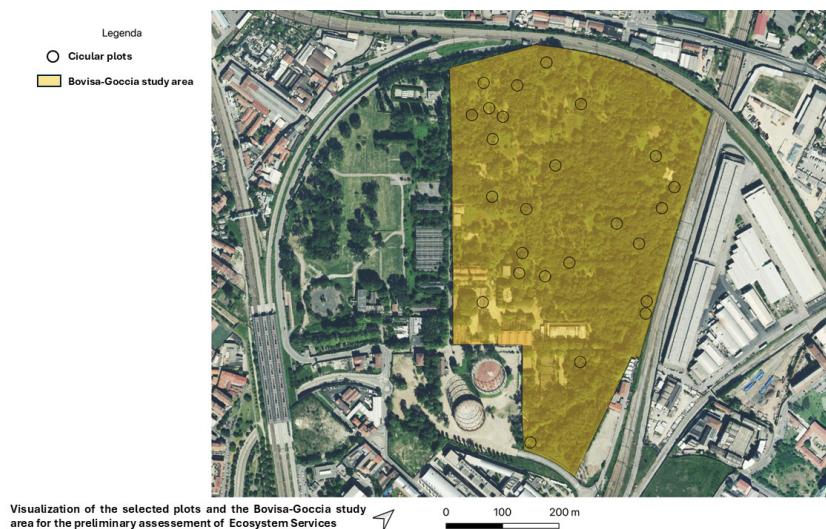 Legenda
Cicular plots
Bovisa-Goccia study area
Visualization of the selected plots and the Bovisa-Goccia study
area for the preliminary assessement of Ecosystem Services
0 100 200 m